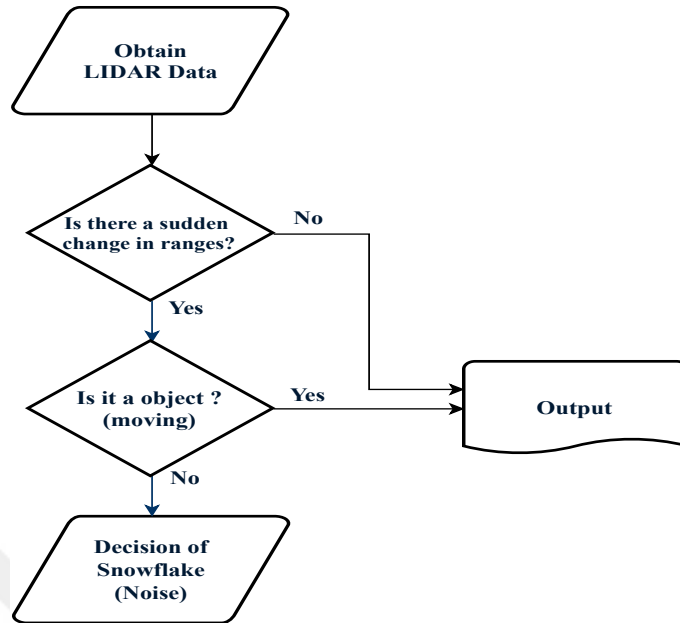 Obtain
LIDAR Data
Is there a sudden
change in ranges?
No
Yes
Is it a object ?
(moving)
Yes
Output
No
Decision of
Snowflake
(Noise)